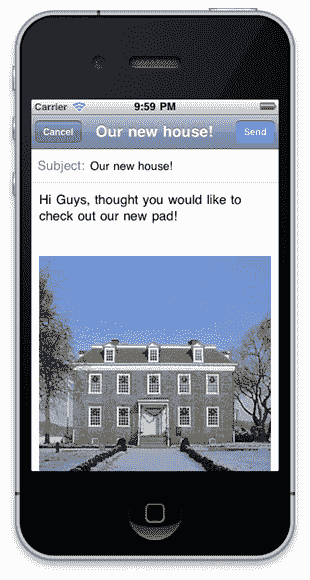 Carrier 9:59 PM
Cancel Our new house! Send
Subject: Our new house!
Hi Guys, thought you would like to
check out our new pad!